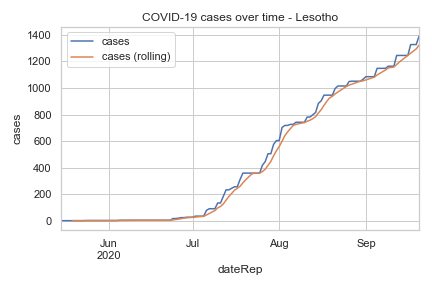 COVID-19 cases over time - Lesotho
cases
cases (rolling)
1400
1200
1000
800
600
400
200
0
cases
Jun
2020
Jul
Aug
Sep
dateRep